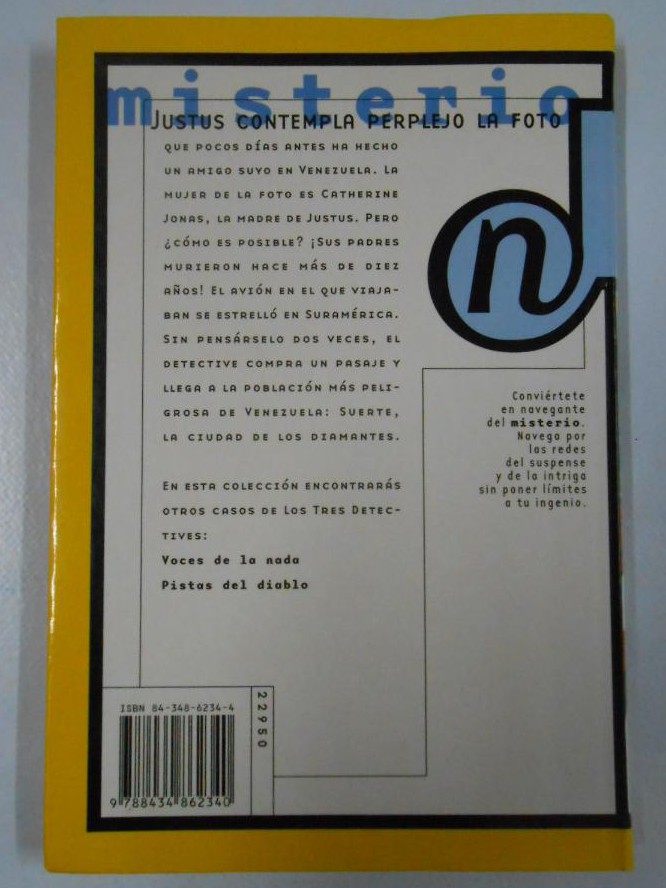 misterio
JUSTUS CONTEMPLA PERPLEJO LA FOTO
QUE POCOS DÍAS ANTES HA HECHO
UN AMIGO SUYO EN VENEZUELA. LA
MUJER DE LA FOTO ES CATHERINE
JONAS, LA MADRE DE JUSTUS. PERO
¿CÓMO ES POSIBLE? ¡SUS PADRES
MURIERON HACE MÁS DE DIEZ
AÑOS! EL AVIÓN EN EL QUE VIAJA-
BAN SE ESTRELLÓ EN SURAMÉRICA.
SIN PENSÁRSELO DOS VECES, EL
DETECTIVE COMPRA UN PASAJE Y
LLEGA A LA POBLACIÓN MÁS PELI-
GROSA DE VENEZUELA: SUERTE,
LA CIUDAD DE LOS DIAMANTES.
EN ESTA COLECCIÓN ENCONTRARÁS
OTROS CASOS DE LOS TRES DETEC-
TIVES:
Voces de la nada
Pistas del diablo
n
Conviértete
en navegante
del misterio.
Navega por
las redes
del suspense
y de la intriga
sin poner límites
a tu ingenio.
ISBN 84-348-6234-4
22950
9 788434 862340